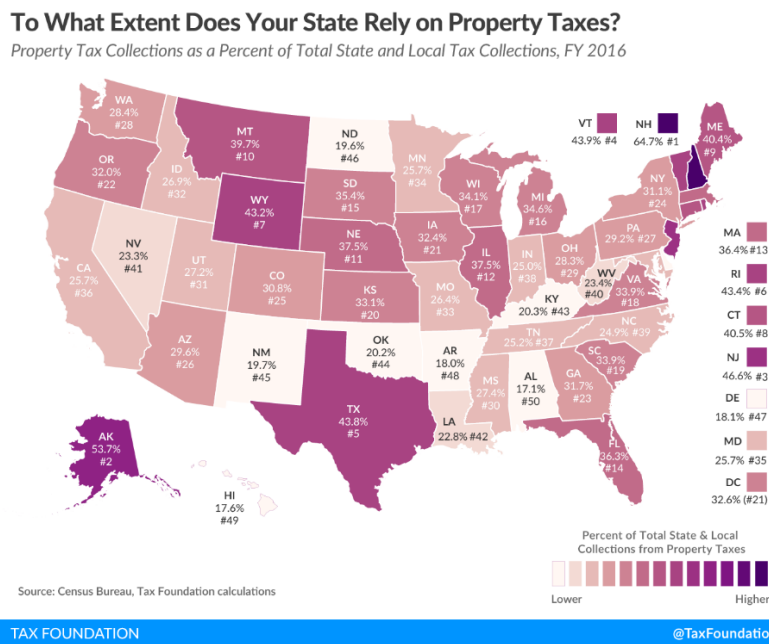 To What Extent Does Your State Rely on Property Taxes?
Property Tax Collections as a Percent of Total State and Local Tax Collections, FY 2016
WA
28.4%
#28
OR
32.0%
#22
CA
25.7%
#36
NV
23.3%
#41
ID
26.9%
#32
MT
39.7%
#10
WY
43.2%
#7
UT
27.2%
#31
AZ
29.6%
#26
CO
30.8%
#25
NM
19.7%
#45
ND
19.6%
#46
SD
35.4%
#15
NE
37.5%
#11
KS
33.1%
#20
OK
20.2%
#44
TX
43.8%
#5
MN
25.7%
#34
IA
32.4%
#21
MO
26.4%
#33
AR
18.0%
#48
LA
22.8% #42
WI
34.1%
#17
IL
37.5%
#12
MI
34.6%
#16
IN
25.0%
#38
OH
28.3%
#29
KY
20.3% #43
TN
25.2% #37
MS
27.4%
#30
AL
17.1%
#50
GA
31.7%
#23
FL
36.3%
#14
SC
33.9%
#19
NC
24.9% #39
VA
33.9%
#18
WV
23.4%
#40
PA
29.2% #27
NY
31.1%
#24
VT
43.9% #4
NH
64.7% #1
ME
40.4%
#9
MA
36.4% #13
RI
43.4% #6
CT
40.5% #8
NJ
46.6% #3
DE
18.1% #47
MD
25.7% #35
DC
32.6% (#21)
AK
53.7%
#2
HI
17.6%
#49
Percent of Total State & Local
Collections from Property Taxes
Lower
Higher
Source: Census Bureau, Tax Foundation calculations
TAX FOUNDATION
@TaxFoundatio